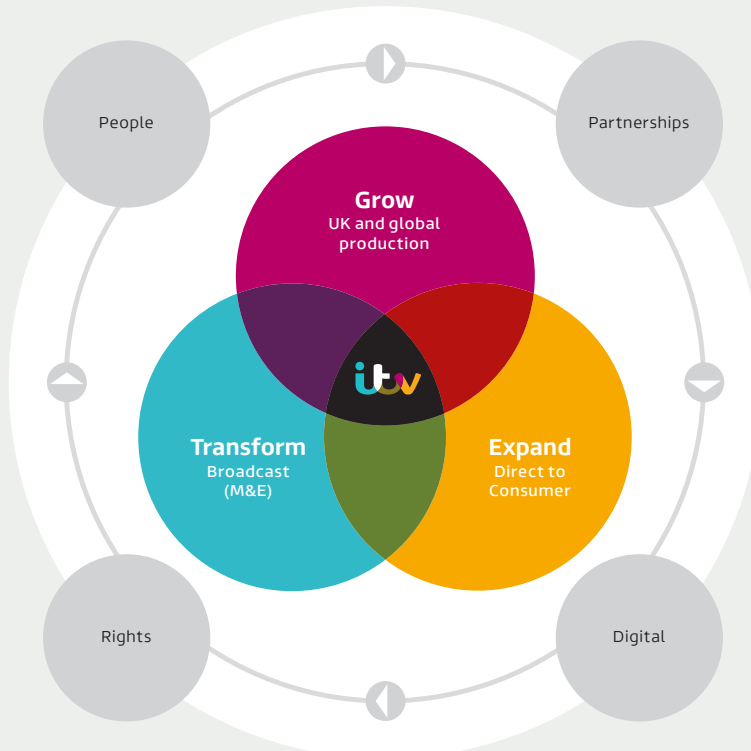 People
Partnerships
Grow
UK and global
production
itv
Transform
Broadcast
(M&E)
Expand
Direct to
Consumer
Rights
Digital